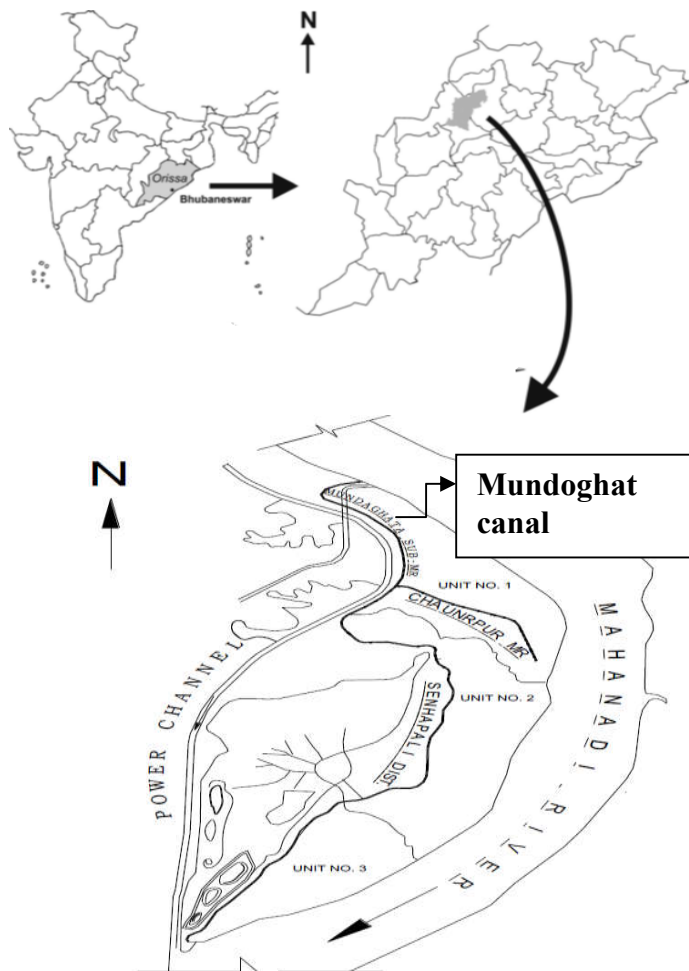 N
Orissa
Bhubaneswar
N
Mundoghat
canal
MUNDAGHATA SUB-MR
UNIT NO. 1
CHAUNRPUR MR
MAHANADI-RIVER
POWER CHANNEL
UNIT NO. 2
SENHAPALI DIST.
UNIT NO. 3